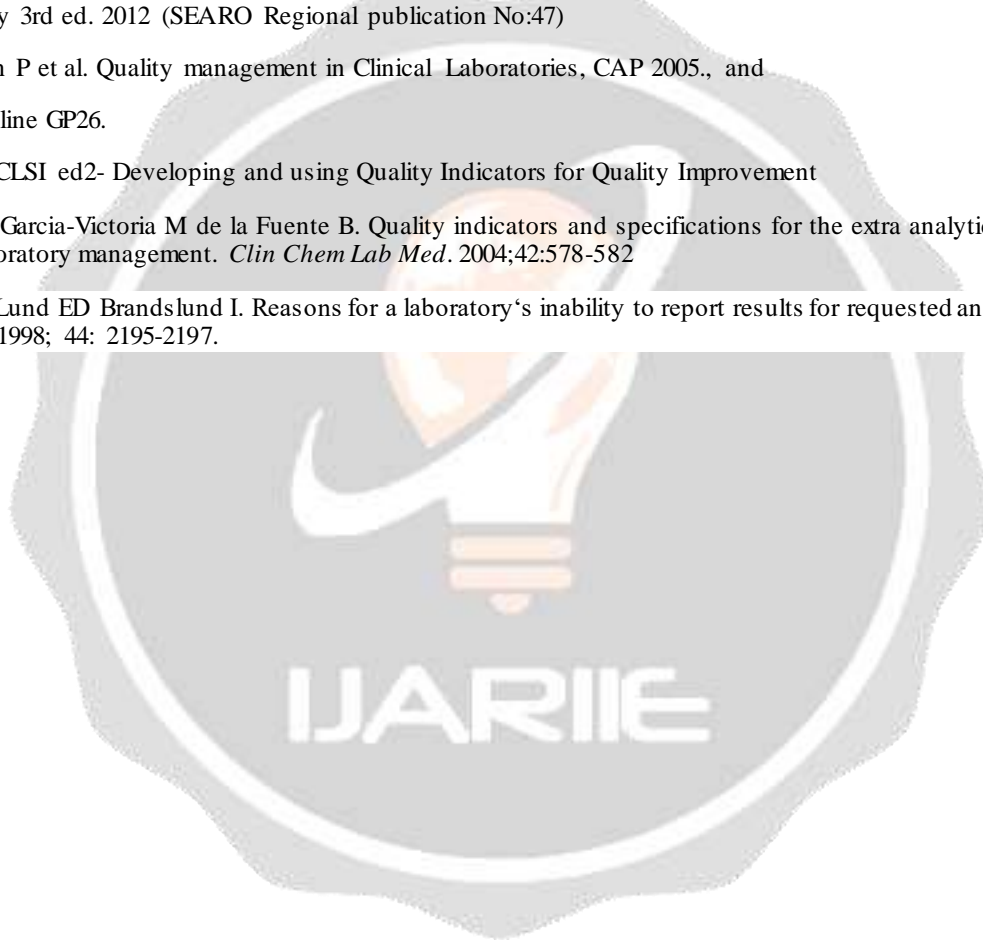 y 3rd ed. 2012 (SEARO Regional publication No:47)
P et al. Quality management in Clinical Laboratories, CAP 2005., and
line GP26.
CLSI ed2- Developing and using Quality Indicators for Quality Improvement
Garcia-Victoria M de la Fuente B. Quality indicators and specifications for the extra analyti
oratory management. Clin Chem Lab Med. 2004;42:578-582
Lund ED Brandslund I. Reasons for a laboratory‘s inability to report results for requested an
1998; 44: 2195-2197.
IJARIIE